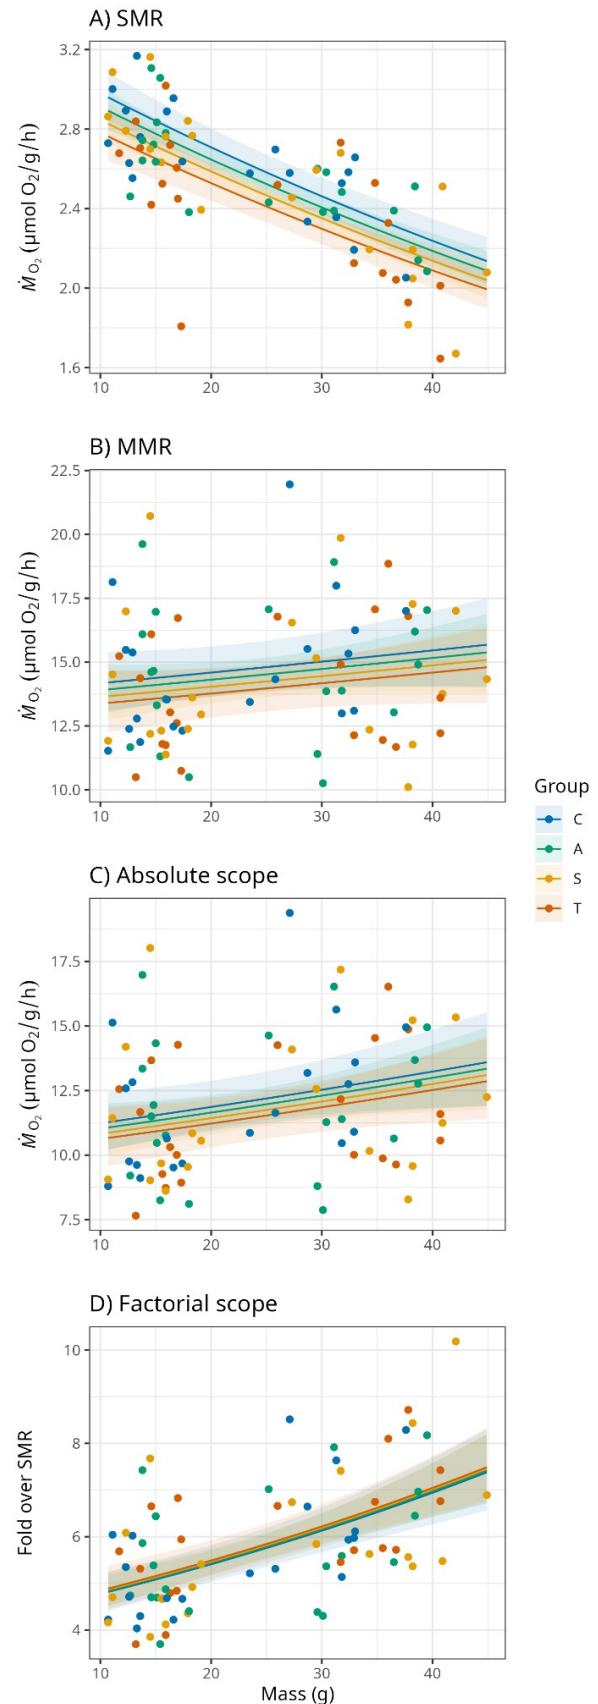 A) SMR
Ṁ O₂ (μmol O₂/g/h)
3.2
2.8
2.4
2.0
1.6
10 20 30 40
B) MMR
Ṁ O₂ (μmol O₂/g/h)
22.5
20.0
17.5
15.0
12.5
10.0
10 20 30 40
Group
C
A
S
T
C) Absolute scope
Ṁ O₂ (μmol O₂/g/h)
17.5
15.0
12.5
10.0
7.5
10 20 30 40
D) Factorial scope
Fold over SMR
10
8
6
4
10 20 30 40
Mass (g)